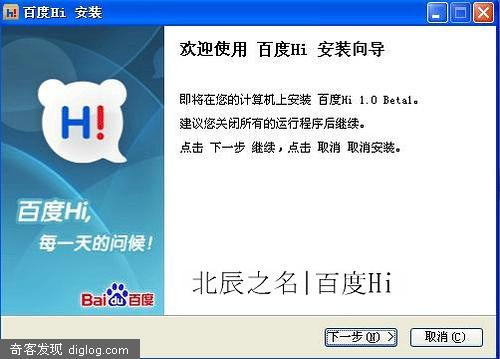 百度Hi 安装
H!
百度Hi,
每一天的问候!
Bai du 百度
欢迎使用 百度Hi 安装向导
即将在您的计算机上安装 百度Hi 1.0 Beta1。
建议您关闭所有的运行程序后继续。
点击 下一步 继续，点击 取消 取消安装。
北辰之名|百度Hi
奇客发现 diglog.com
下一步(N) >
取消(C)